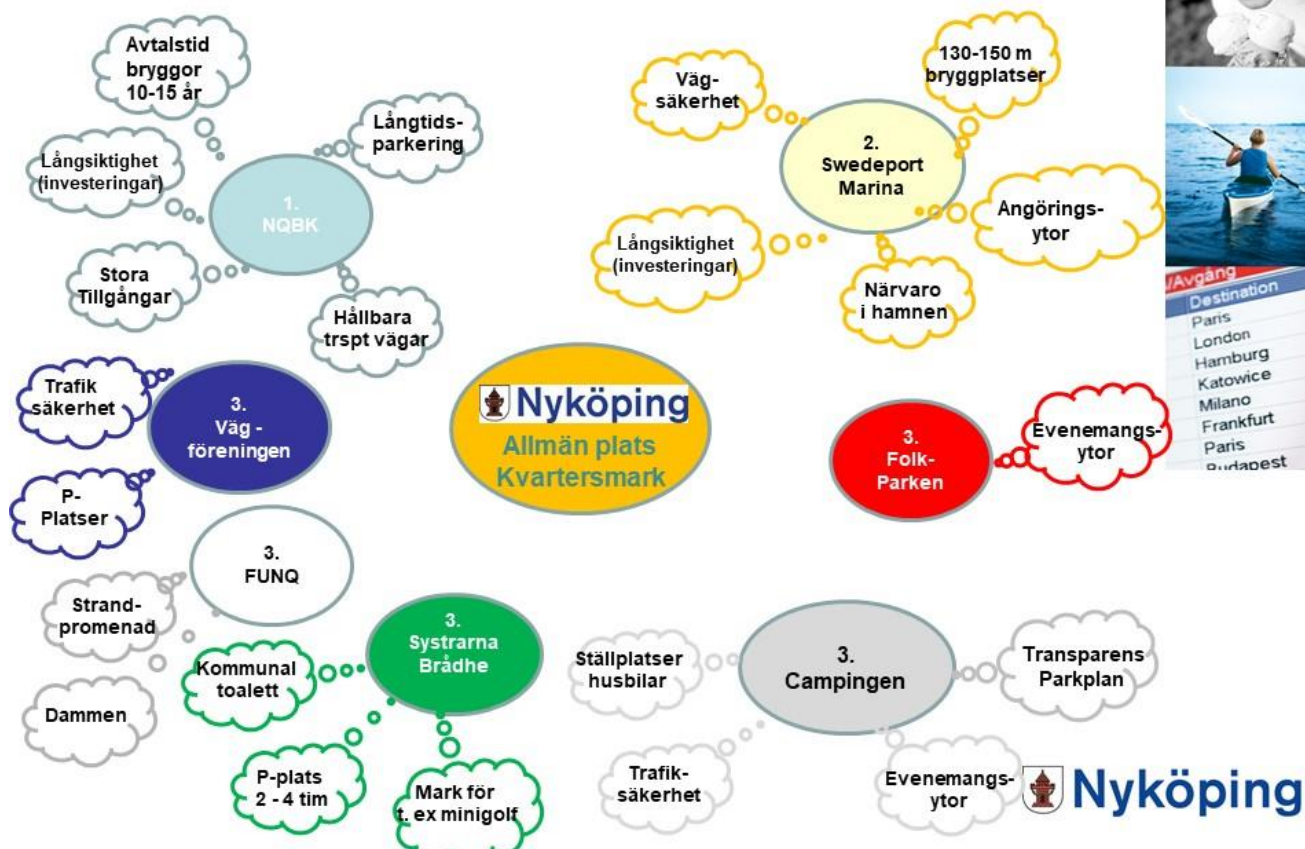 Avtalstid
bryggor
10-15 år
Långtids-
parkering
Långsiktighet
(investeringar)
1.
NQBK
Stora
Tillgångar
Hållbara
trspt vägar
Väg-
säkerhet
130-150 m
bryggplatser
2.
Swedeport
Marina
Angörings-
ytor
Långsiktighet
(investeringar)
Närvaro
i hamnen
/Avgång
Destination
Paris
London
Hamburg
Katowice
Milano
Frankfurt
Paris
Budapest
Trafik
säkerhet
3.
Väg -
föreningen
P-
Platser
Nyköping
Allmän plats
Kvartersmark
3.
Folk-
Parken
Evenemangs-
ytor
3.
FUNQ
Strand-
promenad
Dammen
3.
Systrarna
Brådhe
Kommunal
toalett
P-plats
2 - 4 tim
Mark för
t. ex minigolf
3.
Campingen
Ställplatser
husbilar
Transparens
Parkplan
Trafik-
säkerhet
Evenemangs-
ytor
Nyköping